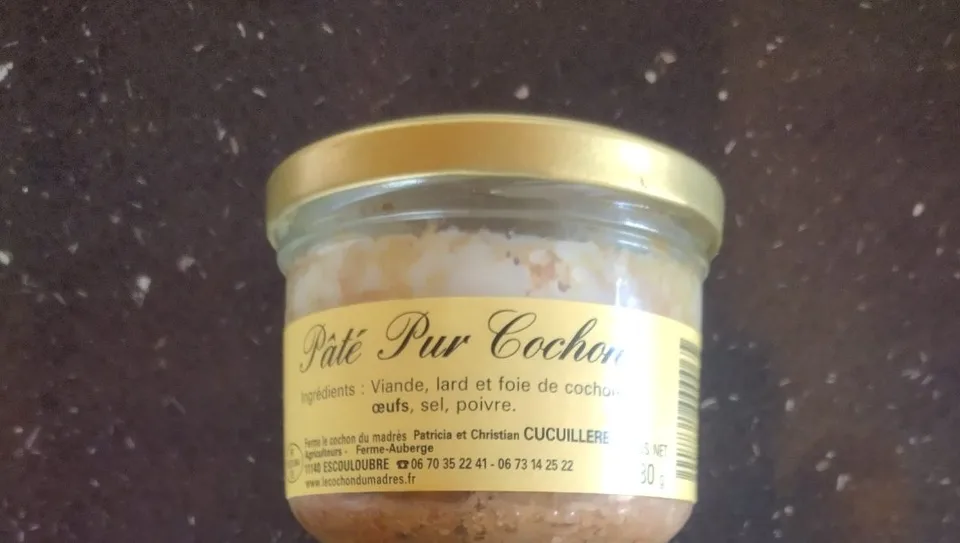 Pâté Pur Cochon
Ingrédients : Viande, lard et foie de cochon
œufs, sel, poivre.
Ferme le cochon du madrès Patricia et Christian CUCUILLERE
Agriculteurs - Ferme-Auberge
11140 ESCOULOUBRE ☎06 70 35 22 41 - 06 73 14 25 22
www.lecochondumadres.fr
NET
g